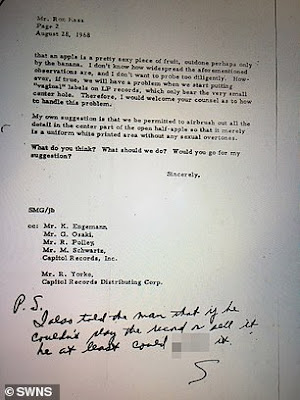 Mr. Ron Kass
Page 2
August 28, 1968
that an apple is a pretty sexy piece of fruit, outdone perhaps only
by the banana. I don't know how widespread the aforementioned
observations are, and I don't want to probe too diligently. How-
ever, if true, we will have a problem when we start putting
"vaginal" labels on LP records, which only bear the very small
center hole. Therefore, I would welcome your counsel as to how
to handle this problem.
My own suggestion is that we be permitted to airbrush out all the
detail in the center part of the open half-apple so that it merely
is a uniform white printed area without any sexual overtones.
What do you think? What should we do? Would you go for my
suggestion?
Sincerely,
SMG/jb
cc: Mr. K. Engemann,
Mr. G. Osaki,
Mr. R. Polley,
Mr. M. Schwartz,
Capitol Records, Inc.
Mr. R. Yorke,
Capitol Records Distributing Corp.
P.S.
I also told the man that if he
couldn't play the record or sell it,
he at least could it.
S
© SWNS